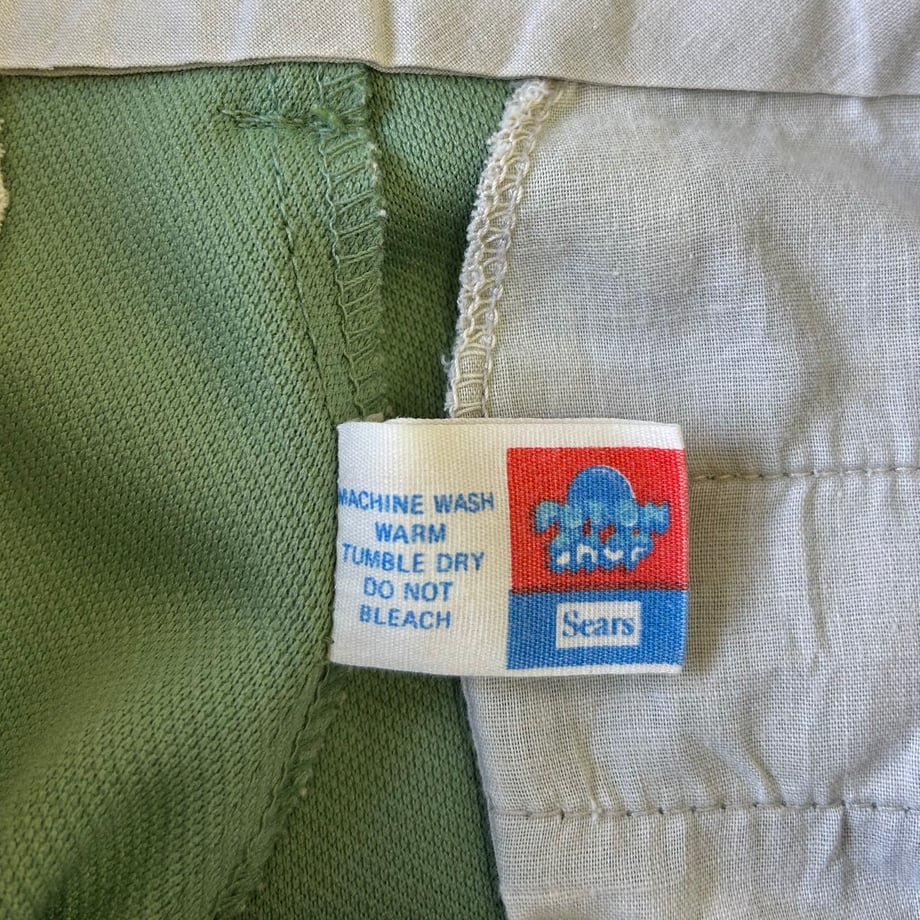 MACHINE WASH
WARM
TUMBLE DRY
DO NOT
BLEACH
Sears